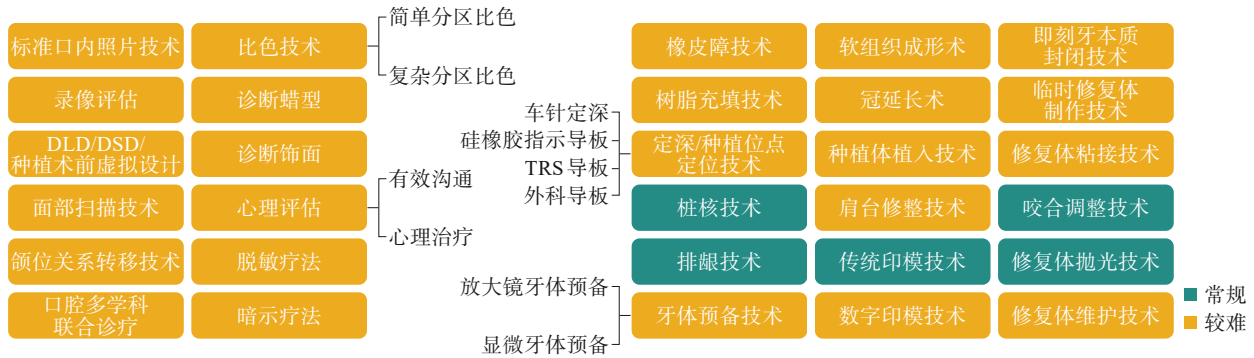 标准口内照片技术
比色技术
简单分区比色
复杂分区比色
录像评估
诊断蜡型
DLD/DSD/
种植术前虚拟设计
诊断饰面
面部扫描技术
心理评估
有效沟通
心理治疗
颌位关系转移技术
脱敏疗法
口腔多学科
联合诊疗
暗示疗法
橡皮障技术
软组织成形术
即刻牙本质
封闭技术
树脂充填技术
冠延长术
临时修复体
制作技术
车针定深
硅橡胶指示导板
TRS导板
外科导板
定深/种植位点
定位技术
种植体植入技术
修复体粘接技术
桩核技术
肩台修整技术
咬合调整技术
排龈技术
传统印模技术
修复体抛光技术
放大镜牙体预备
显微牙体预备
牙体预备技术
数字印模技术
修复体维护技术
常规
较难